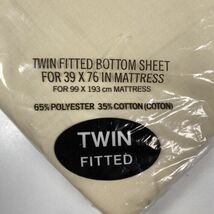 TWIN FITTED BOTTOM SHEET
FOR 39 X 76 IN MATTRESS
FOR 99 X 193 cm MATTRESS
65% POLYESTER 35% COTTON (COTON)
TWIN
FITTED